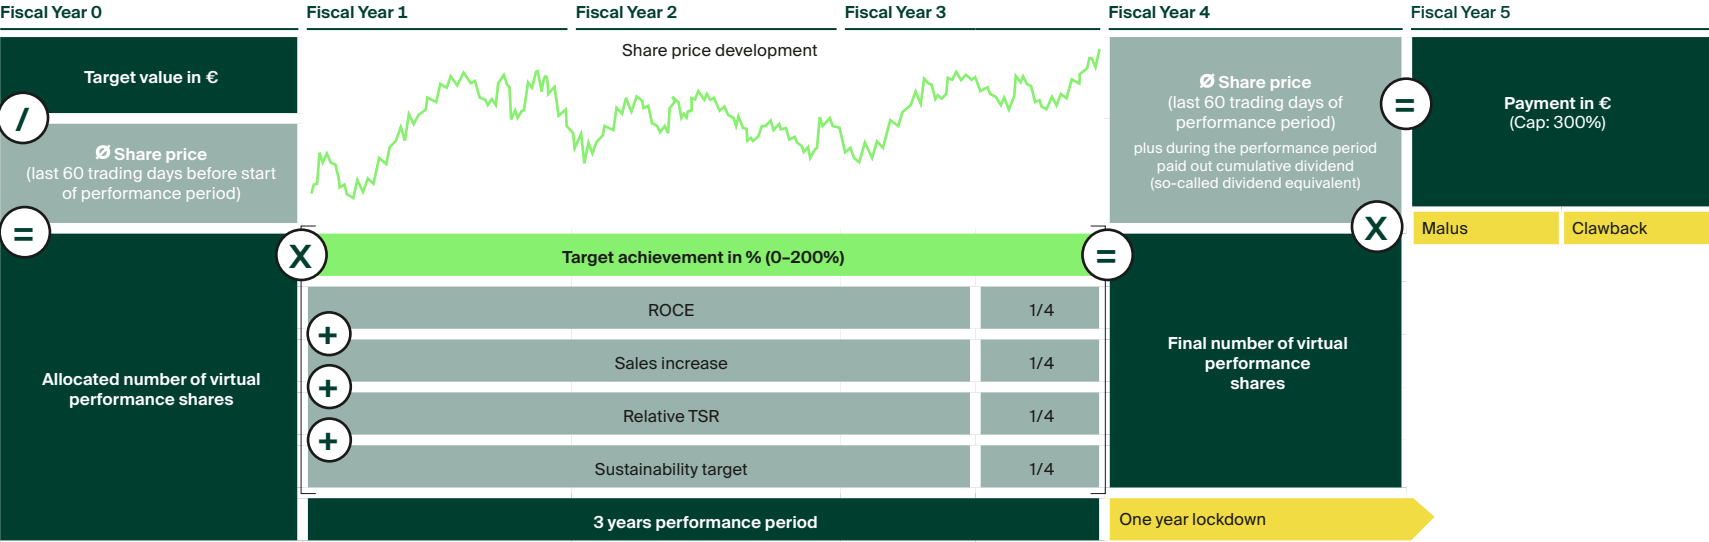 Fiscal Year 0
Fiscal Year 1
Fiscal Year 2
Fiscal Year 3
Fiscal Year 4
Fiscal Year 5
Target value in €
/
Ø Share price
(last 60 trading days before start
of performance period)
=
Allocated number of virtual
performance shares
Share price development
X
Target achievement in % (0–200%)
=
ROCE
1/4
+
Sales increase
1/4
+
Relative TSR
1/4
+
Sustainability target
1/4
3 years performance period
Ø Share price
(last 60 trading days of
performance period)
plus during the performance period
paid out cumulative dividend
(so-called dividend equivalent)
X
Final number of virtual
performance
shares
One year lockdown
=
Payment in €
(Cap: 300%)
Malus
Clawback